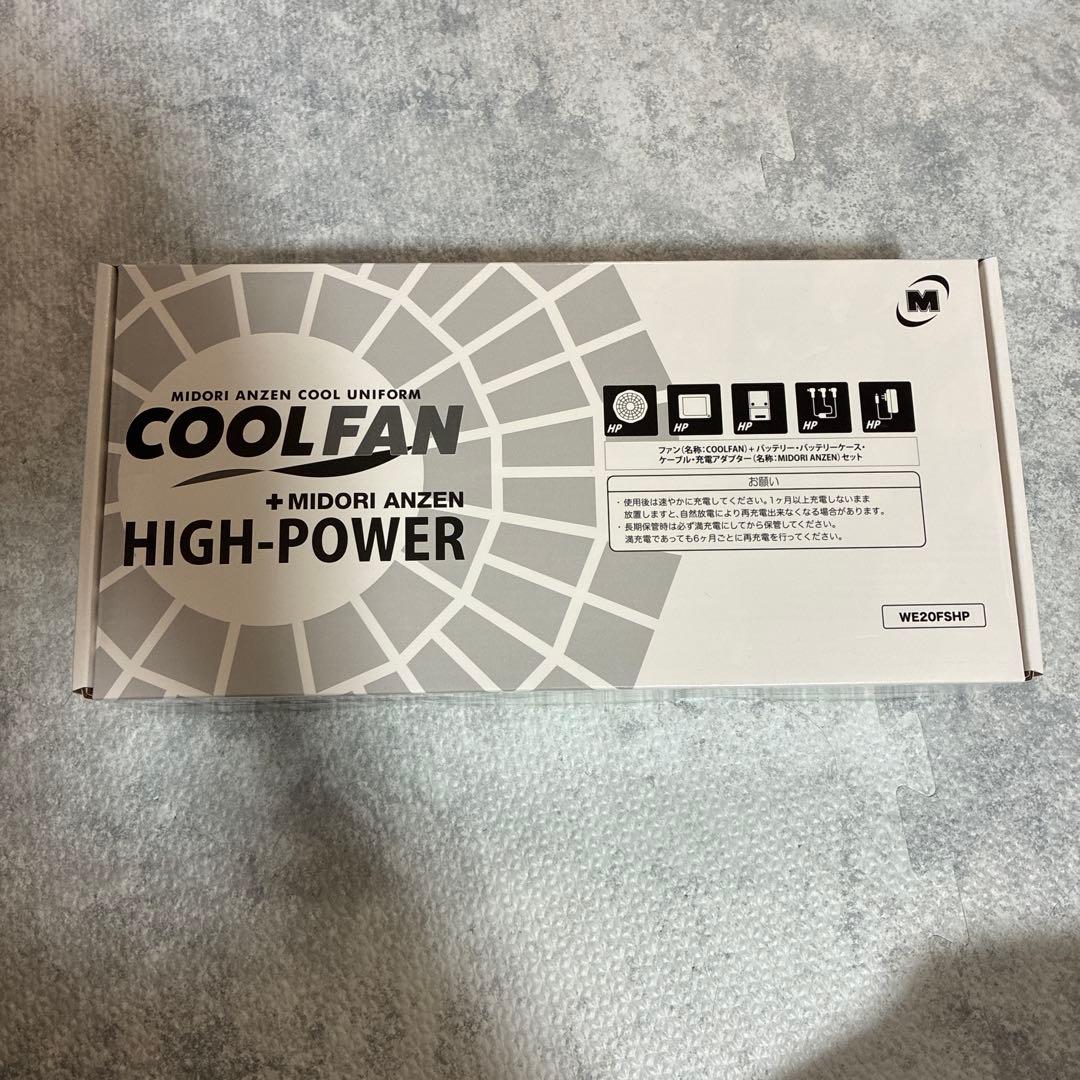 MIDORI ANZEN COOL UNIFORM
COOLFAN
+MIDORI ANZEN
HIGH-POWER
M
HP HP HP HP HP
ファン(名称:COOLFAN)+バッテリー・バッテリーケース・
ケーブル・充電アダプター(名称:MIDORI ANZEN)セット
お願い
・使用後は速やかに充電してください。1ヶ月以上充電しないまま
放置しますと、自然放電により再充電出来なくなる場合があります。
・長期保管時は必ず満充電にしてから保管してください。
満充電であっても6ヶ月ごとに再充電を行ってください。
WE20FSHP